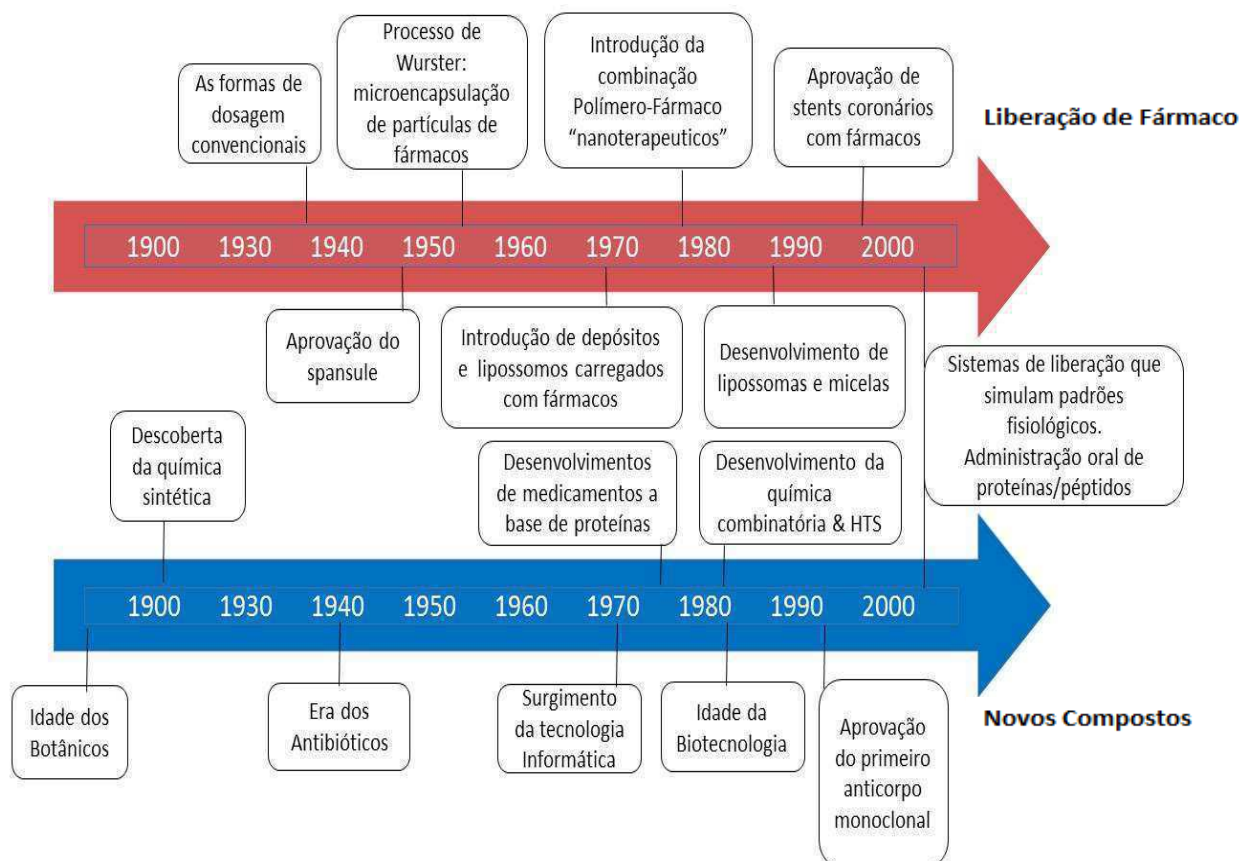 As formas de
dosagem
convencionais
Processo de
Wurster:
microencapsulação
de partículas de
fármacos
Introdução da
combinação
Polímero-Fármaco
“nanoterapeuticos”
Aprovação de
stents coronários
com fármacos
Liberação de Fármaco
1900 1930 1940 1950 1960 1970 1980 1990 2000
Aprovação do
spansule
Introdução de depósitos
e lipossomos carregados
com fármacos
Desenvolvimento de
lipossomas e micelas
Sistemas de liberação que
simulam padrões
fisiológicos.
Administração oral de
proteínas/péptidos
Descoberta
da química
sintética
Desenvolvimentos
de medicamentos a
base de proteínas
Desenvolvimento da
química
combinatória & HTS
1900 1930 1940 1950 1960 1970 1980 1990 2000
Idade dos
Botânicos
Era dos
Antibióticos
Surgimento
da tecnologia
Informática
Idade da
Biotecnologia
Aprovação
do primeiro
anticorpo
monoclonal
Novos Compostos